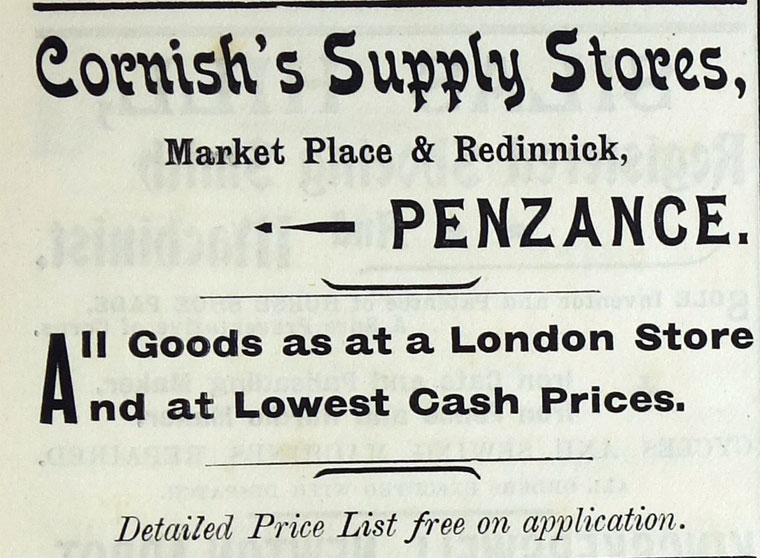 Cornish's Supply Stores,
Market Place & Redinnick,
PENZANCE.
All Goods as at a London Store
And at Lowest Cash Prices.
Detailed Price List free on application.